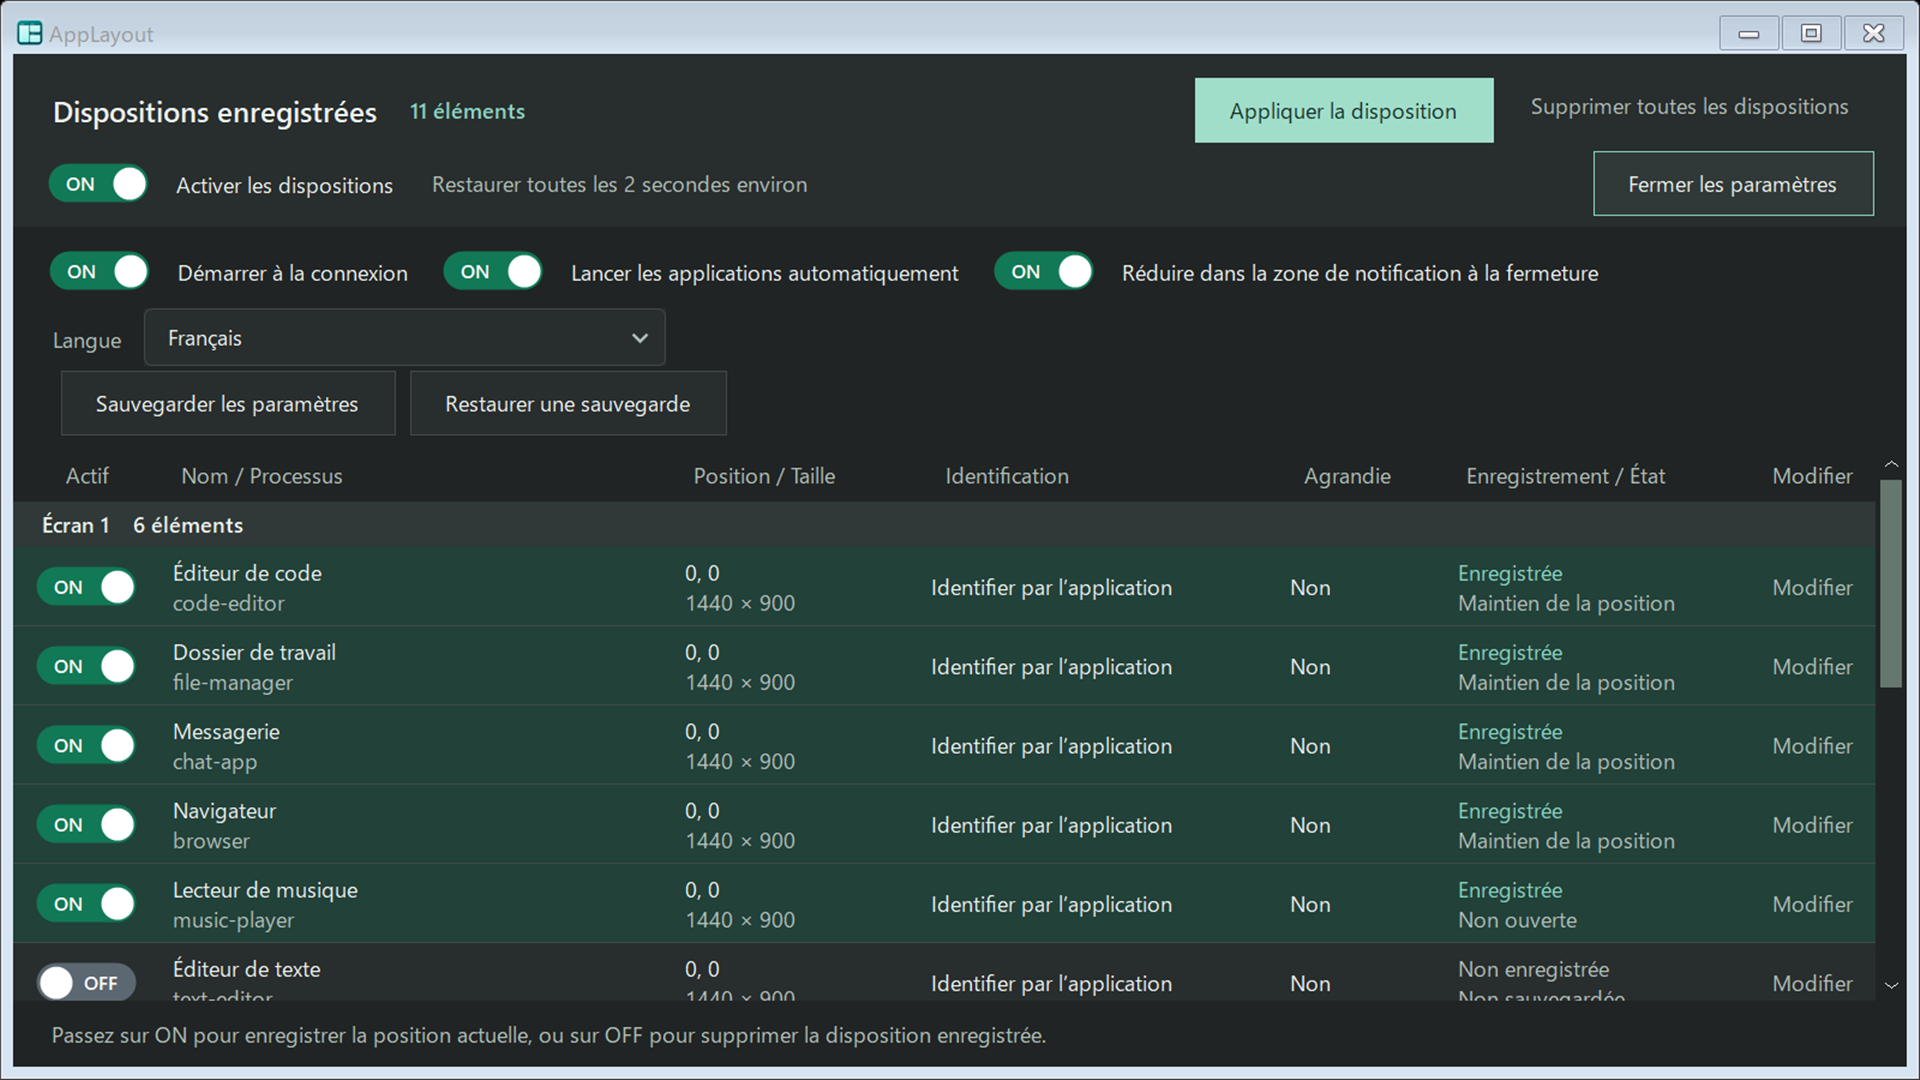 AppLayout
Dispositions enregistrées 11 éléments
Appliquer la disposition
Supprimer toutes les dispositions
ON Activer les dispositions Restaurer toutes les 2 secondes environ
Fermer les paramètres
ON Démarrer à la connexion ON Lancer les applications automatiquement ON Réduire dans la zone de notification à la fermeture
Langue Français
Sauvegarder les paramètres Restaurer une sauvegarde
Actif Nom / Processus Position / Taille Identification Agrandie Enregistrement / État Modifier
Écran 1 6 éléments
ON Éditeur de code 0, 0 Identifier par l’application Non Enregistrée Modifier
code-editor 1440 × 900 Maintien de la position
ON Dossier de travail 0, 0 Identifier par l’application Non Enregistrée Modifier
file-manager 1440 × 900 Maintien de la position
ON Messagerie 0, 0 Identifier par l’application Non Enregistrée Modifier
chat-app 1440 × 900 Maintien de la position
ON Navigateur 0, 0 Identifier par l’application Non Enregistrée Modifier
browser 1440 × 900 Maintien de la position
ON Lecteur de musique 0, 0 Identifier par l’application Non Enregistrée Modifier
music-player 1440 × 900 Non ouverte
OFF Éditeur de texte 0, 0 Identifier par l’application Non Non enregistrée Modifier
text-editor 1440 × 900 Non sauvegardée
Passez sur ON pour enregistrer la position actuelle, ou sur OFF pour supprimer la disposition enregistrée.